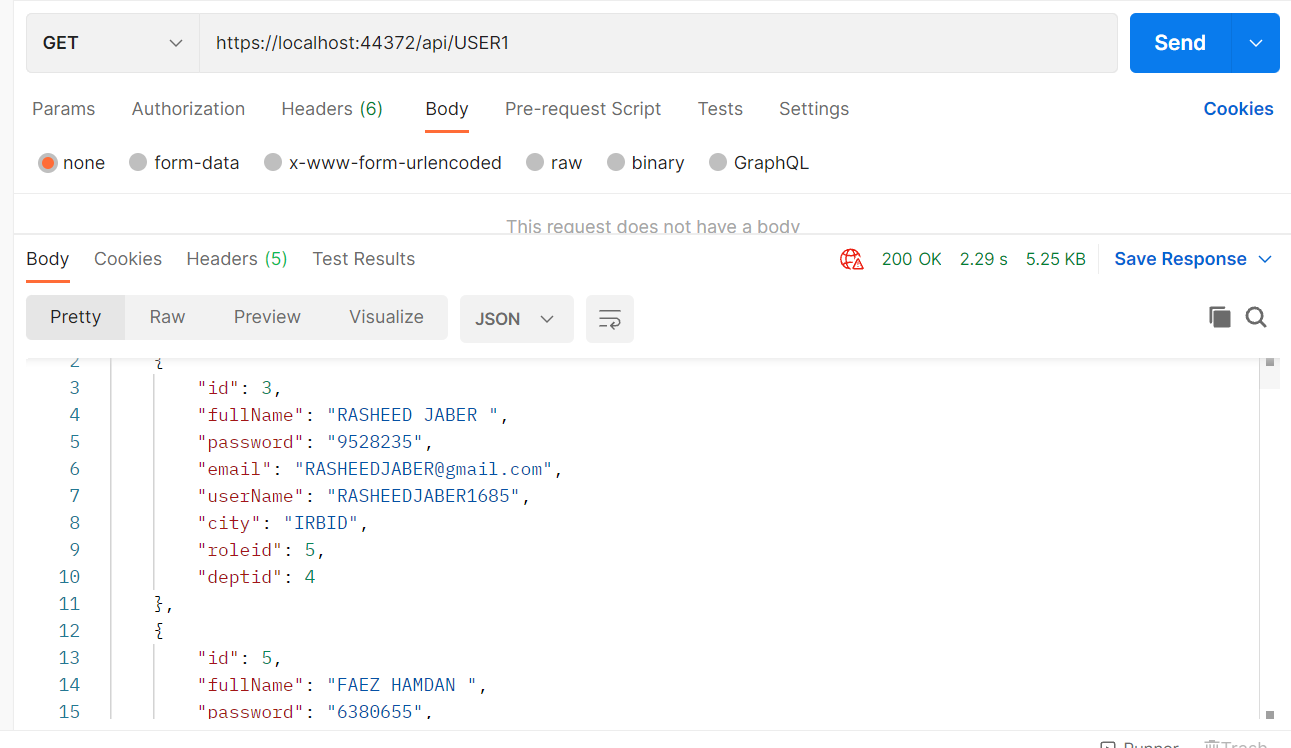 GET https://localhost:44372/api/USER1 Send
Params Authorization Headers (6) Body Pre-request Script Tests Settings Cookies
none form-data x-www-form-urlencoded raw binary GraphQL
This request does not have a body
Body Cookies Headers (5) Test Results 200 OK 2.29 s 5.25 KB Save Response
Pretty Raw Preview Visualize JSON
2 {
3 "id": 3,
4 "fullName": "RASHEED JABER ",
5 "password": "9528235",
6 "email": "RASHEEDJABER@gmail.com",
7 "userName": "RASHEEDJABER1685",
8 "city": "IRBID",
9 "roleid": 5,
10 "deptid": 4
11 },
12 {
13 "id": 5,
14 "fullName": "FAEZ HAMDAN ",
15 "password": "6380655",
Runner Trash